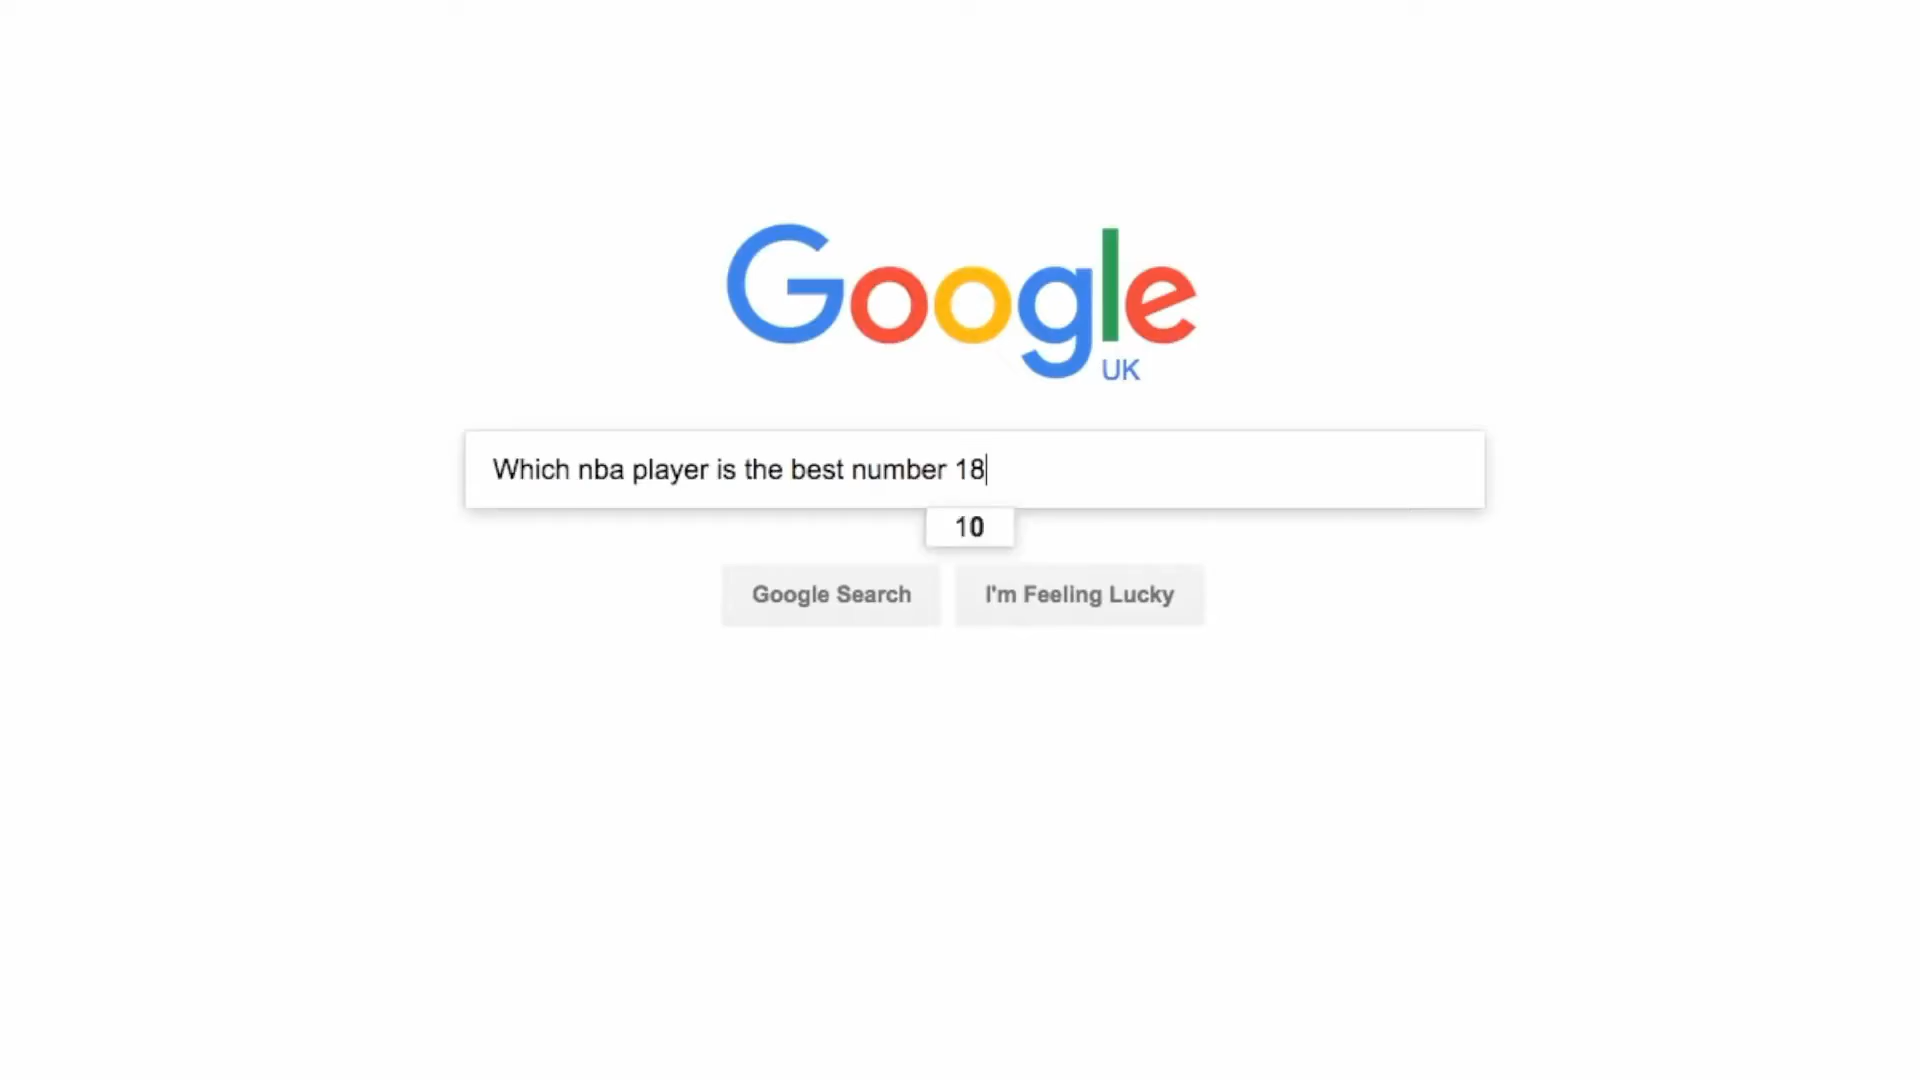 Google
UK
Which nba player is the best number 18
10
Google Search
I'm Feeling Lucky